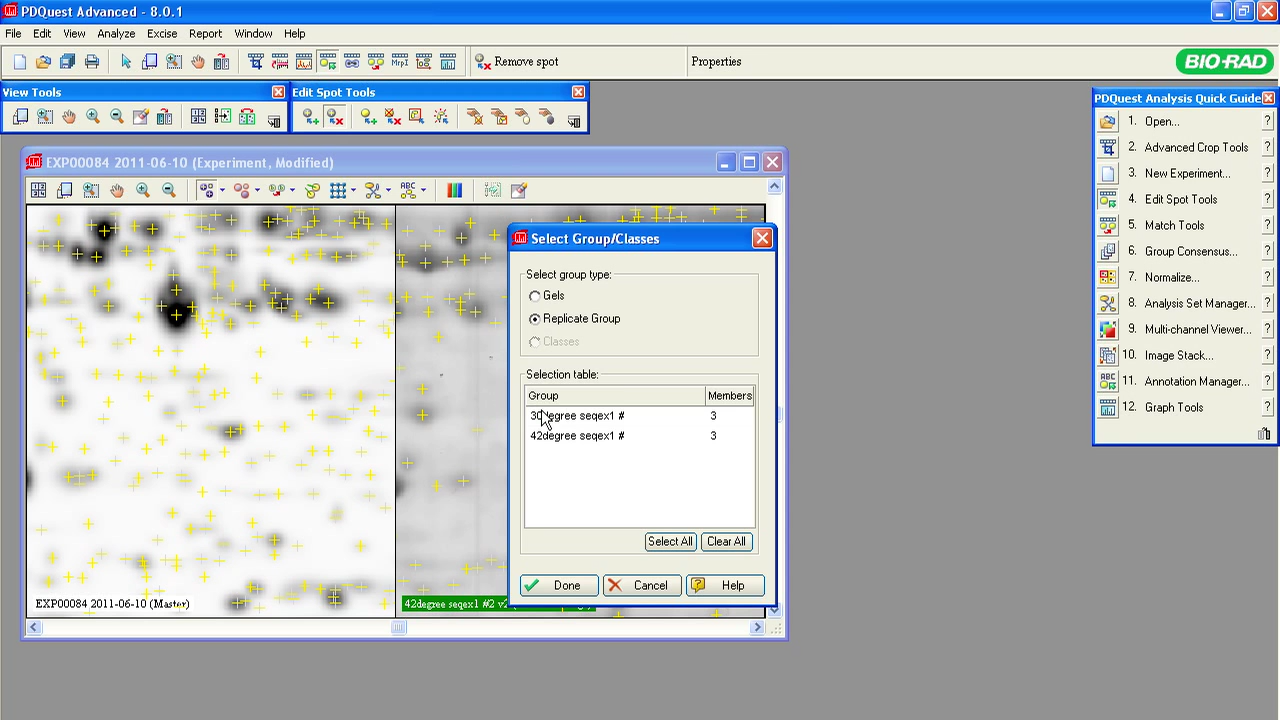 PDQuest Advanced - 8.0.1
File Edit View Analyze Excise Report Window Help
Remove spot Properties BIO-RAD
View Tools
Edit Spot Tools
PDQuest Analysis Quick Guide
1. Open... ?
2. Advanced Crop Tools ?
3. New Experiment... ?
4. Edit Spot Tools ?
5. Match Tools ?
6. Group Consensus... ?
7. Normalize... ?
8. Analysis Set Manager... ?
9. Multi-channel Viewer... ?
10. Image Stack... ?
11. Annotation Manager... ?
12. Graph Tools ?
EXP00084 2011-06-10 (Experiment, Modified)
EXP00084 2011-06-10 (Master)
42degree seqex1 #2
Select Group/Classes
Select group type:
Gels
Replicate Group
Classes
Selection table:
Group Members
seqex1 # 3
42degree seqex1 # 3
Select All Clear All
Done Cancel Help